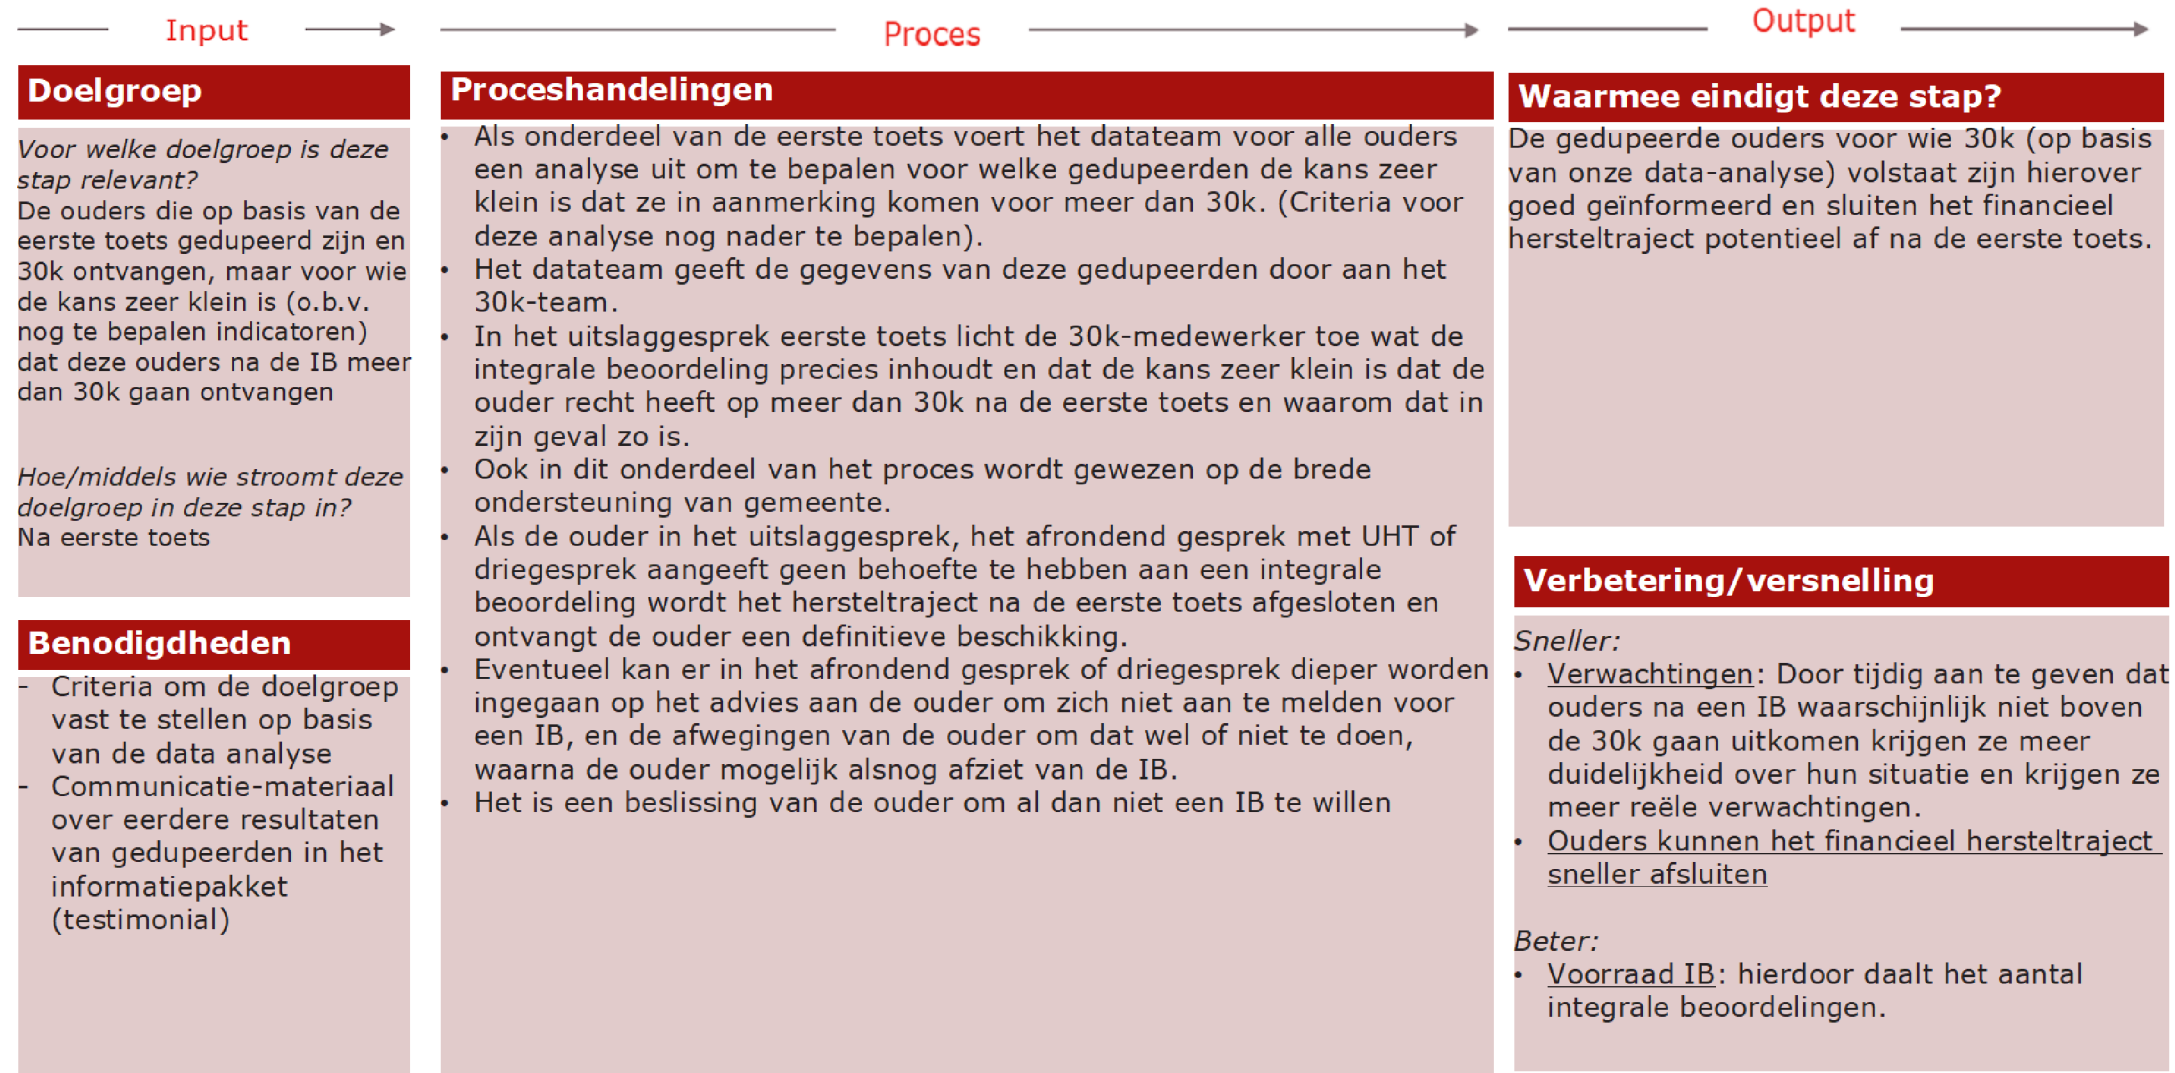 Input
Proces
Output
Doelgroep
Voor welke doelgroep is deze
stap relevant?
De ouders die op basis van de
eerste toets gedupeerd zijn en
30k ontvangen, maar voor wie
de kans zeer klein is (o.b.v.
nog te bepalen indicatoren)
dat deze ouders na de IB meer
dan 30k gaan ontvangen
Hoe/middels wie stroomt deze
doelgroep in deze stap in?
Na eerste toets
Benodigdheden
- Criteria om de doelgroep
vast te stellen op basis
van de data analyse
- Communicatie-materiaal
over eerdere resultaten
van gedupeerden in het
informatiepakket
(testimonial)
Proceshandelingen
• Als onderdeel van de eerste toets voert het datateam voor alle ouders
een analyse uit om te bepalen voor welke gedupeerden de kans zeer
klein is dat ze in aanmerking komen voor meer dan 30k. (Criteria voor
deze analyse nog nader te bepalen).
• Het datateam geeft de gegevens van deze gedupeerden door aan het
30k-team.
• In het uitslaggesprek eerste toets licht de 30k-medewerker toe wat de
integrale beoordeling precies inhoudt en dat de kans zeer klein is dat de
ouder recht heeft op meer dan 30k na de eerste toets en waarom dat in
zijn geval zo is.
• Ook in dit onderdeel van het proces wordt gewezen op de brede
ondersteuning van gemeente.
• Als de ouder in het uitslaggesprek, het afrondend gesprek met UHT of
driegesprek aangeeft geen behoefte te hebben aan een integrale
beoordeling wordt het hersteltraject na de eerste toets afgesloten en
ontvangt de ouder een definitieve beschikking.
• Eventueel kan er in het afrondend gesprek of driegesprek dieper worden
ingegaan op het advies aan de ouder om zich niet aan te melden voor
een IB, en de afwegingen van de ouder om dat wel of niet te doen,
waarna de ouder mogelijk alsnog afziet van de IB.
• Het is een beslissing van de ouder om al dan niet een IB te willen
Waarmee eindigt deze stap?
De gedupeerde ouders voor wie 30k (op basis
van onze data-analyse) volstaat zijn hierover
goed geïnformeerd en sluiten het financieel
hersteltraject potentieel af na de eerste toets.
Verbetering/versnelling
Sneller:
• Verwachtingen: Door tijdig aan te geven dat
ouders na een IB waarschijnlijk niet boven
de 30k gaan uitkomen krijgen ze meer
duidelijkheid over hun situatie en krijgen ze
meer reële verwachtingen.
• Ouders kunnen het financieel hersteltraject
sneller afsluiten
Beter:
• Voorraad IB: hierdoor daalt het aantal
integrale beoordelingen.